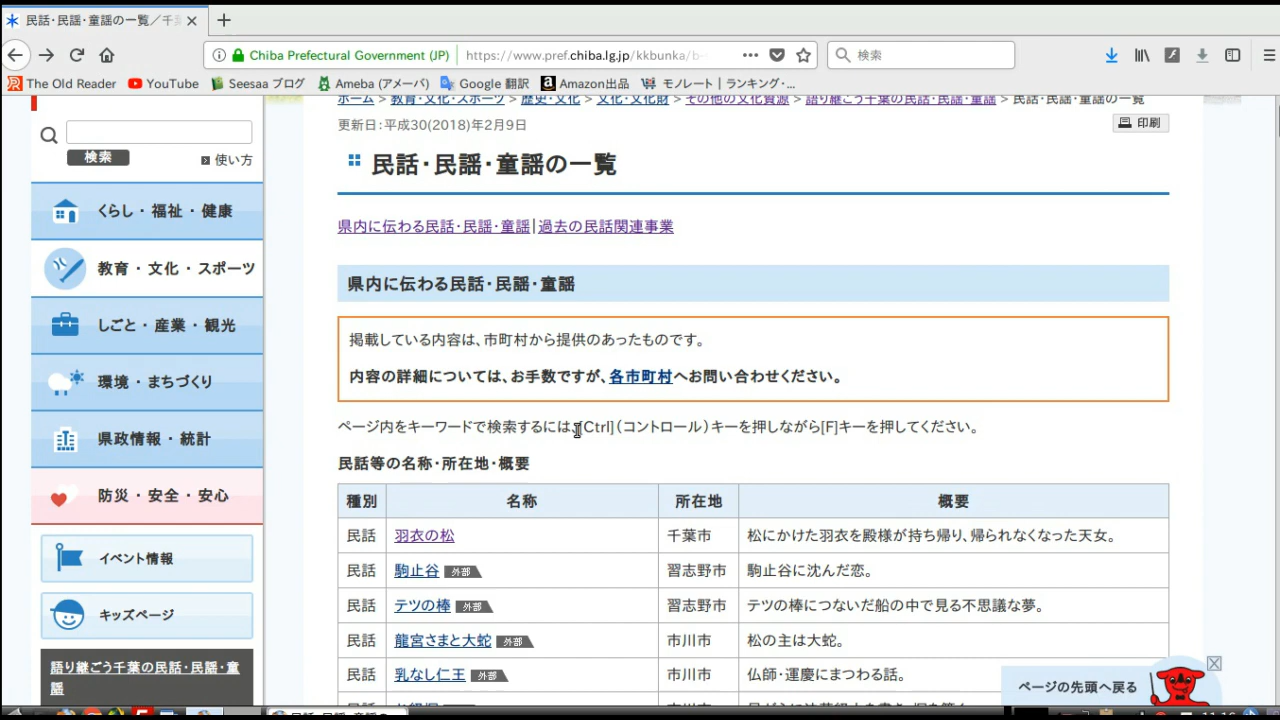 民話・民謡・童謡の一覧／千
Chiba Prefectural Government (JP)
https://www.pref.chiba.lg.jp/kkbunka/b
検索
The Old Reader
YouTube
Seesaa ブログ
Ameba (アメーバ)
Google 翻訳
Amazon出品
モノレート | ランキング・...
ホーム > 教育・文化・スポーツ > 歴史・文化 > 文化・文化財 > その他の文化資源 > 語り継ごう千葉の民話・民謡・童謡 > 民話・民謡・童謡の一覧
更新日：平成30(2018)年2月9日
印刷
検索
使い方
民話・民謡・童謡の一覧
県内に伝わる民話・民謡・童謡|過去の民話関連事業
くらし・福祉・健康
教育・文化・スポーツ
しごと・産業・観光
環境・まちづくり
県政情報・統計
防災・安全・安心
イベント情報
キッズページ
語り継ごう千葉の民話・民謡・童
謡
県内に伝わる民話・民謡・童謡
掲載している内容は、市町村から提供のあったものです。
内容の詳細については、お手数ですが、各市町村へお問い合わせください。
ページ内をキーワードで検索するには、[Ctrl]（コントロール）キーを押しながら[F]キーを押してください。
民話等の名称・所在地・概要
種別 名称 所在地 概要
民話 羽衣の松 千葉市 松にかけた羽衣を殿様が持ち帰り、帰られなくなった天女。
民話 駒止谷 外部 習志野市 駒止谷に沈んだ恋。
民話 テツの棒 外部 習志野市 テツの棒につないだ船の中で見る不思議な夢。
民話 龍宮さまと大蛇 外部 市川市 松の主は大蛇。
民話 乳なし仁王 外部 市川市 仏師・運慶にまつわる話。
ページの先頭へ戻る